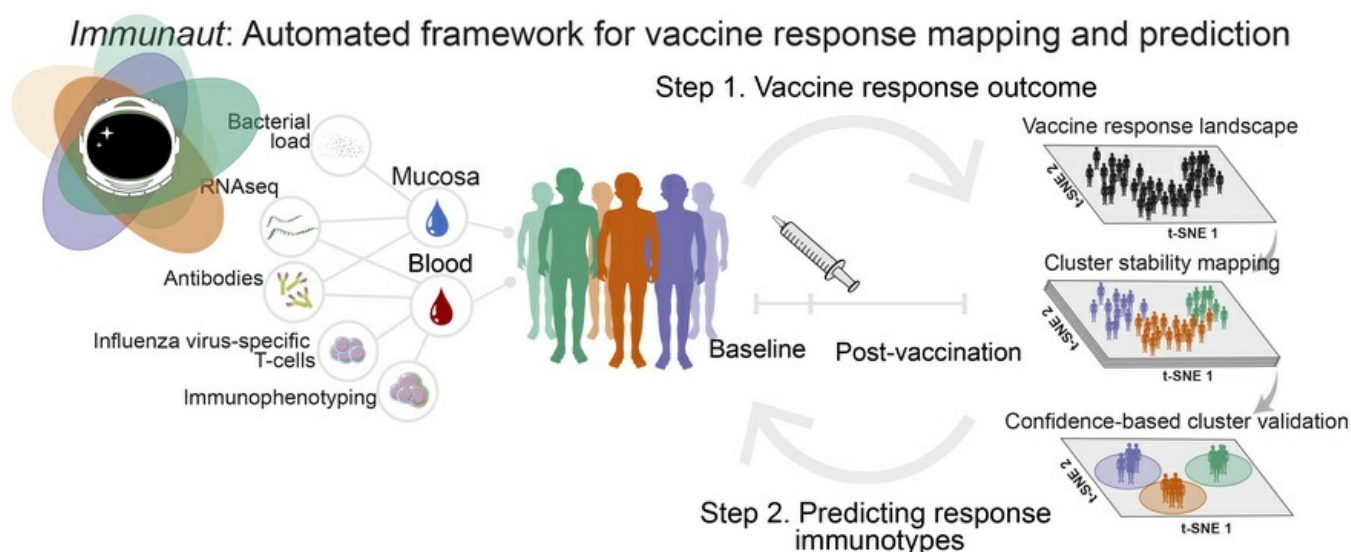 Immunaut: Automated framework for vaccine response mapping and prediction
Step 1. Vaccine response outcome
Bacterial
load
RNAseq
Antibodies
Influenza virus-specific
T-cells
Immunophenotyping
Mucosa
Blood
Baseline
Post-vaccination
Vaccine response landscape
t-SNE 2
t-SNE 1
Cluster stability mapping
t-SNE 2
t-SNE 1
Confidence-based cluster validation
t-SNE 2
t-SNE 1
Step 2. Predicting response
immunotypes